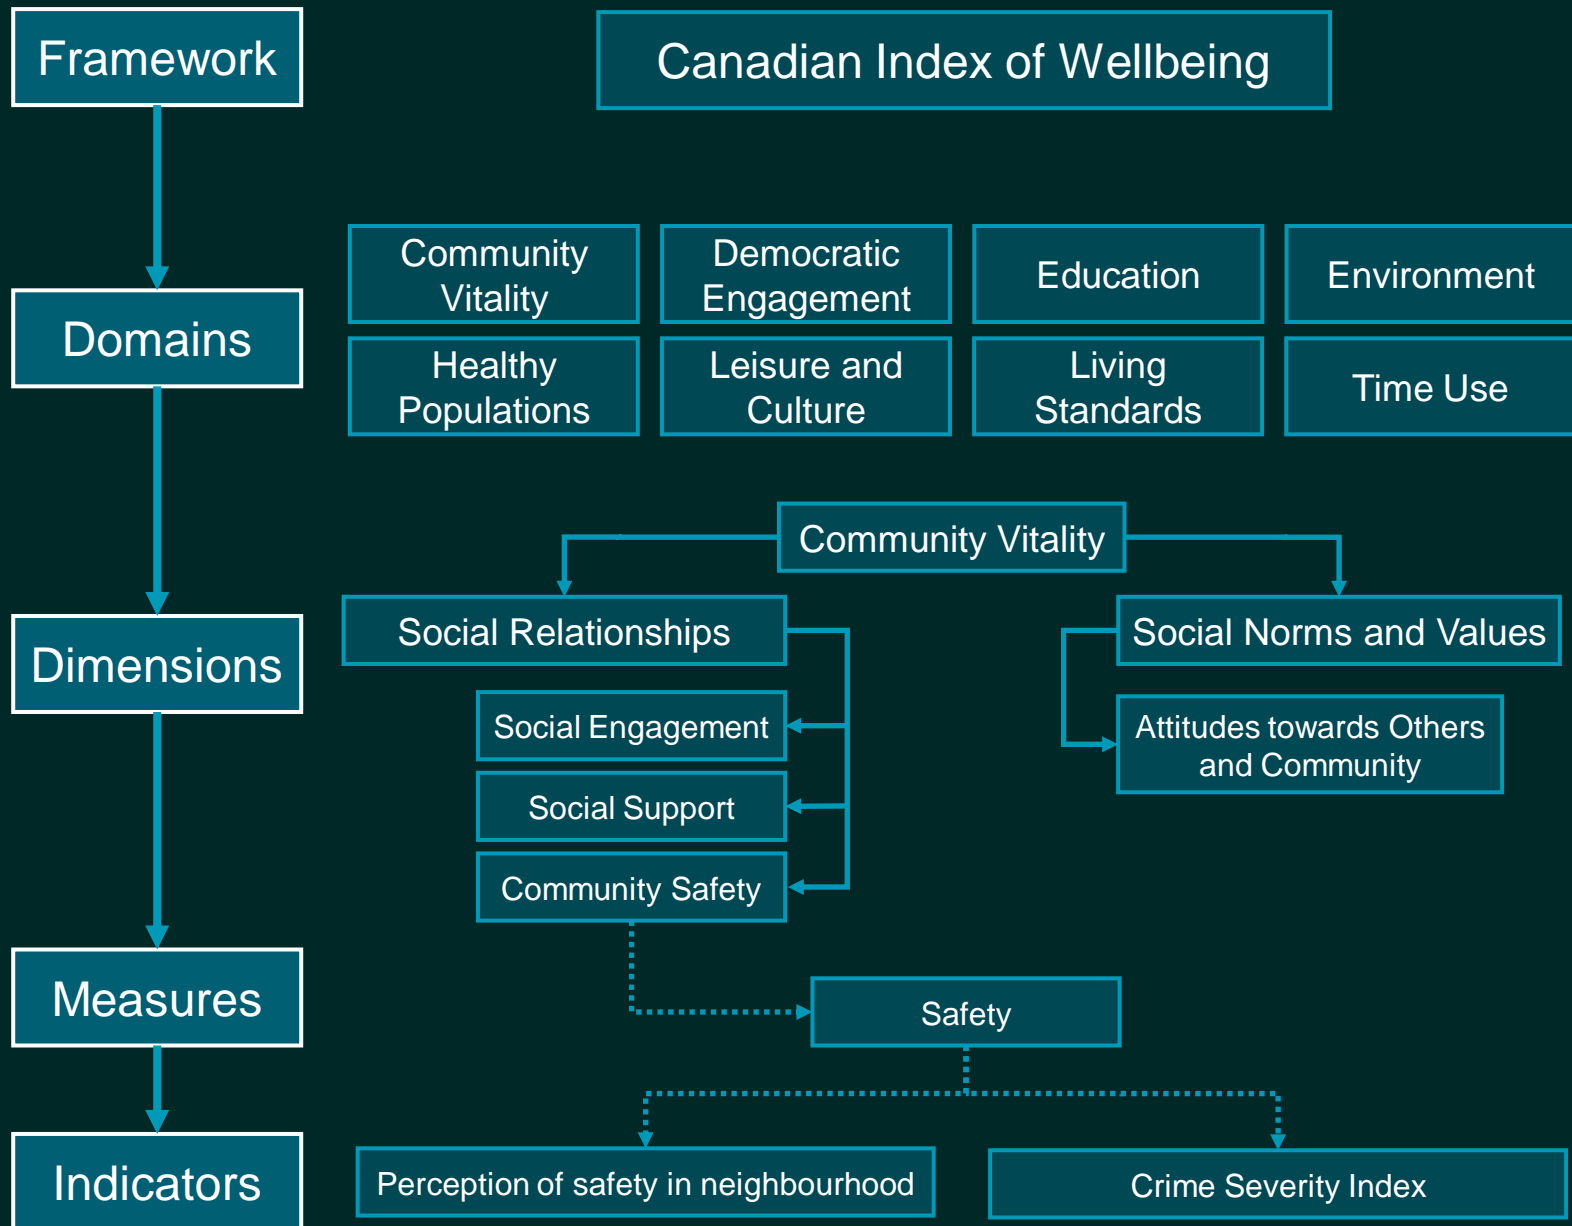 Framework
Canadian Index of Wellbeing
Domains
Community
Vitality
Democratic
Engagement
Education
Environment
Healthy
Populations
Leisure and
Culture
Living
Standards
Time Use
Dimensions
Community Vitality
Social Relationships
Social Norms and Values
Social Engagement
Attitudes towards Others
and Community
Social Support
Community Safety
Measures
Safety
Indicators
Perception of safety in neighbourhood
Crime Severity Index